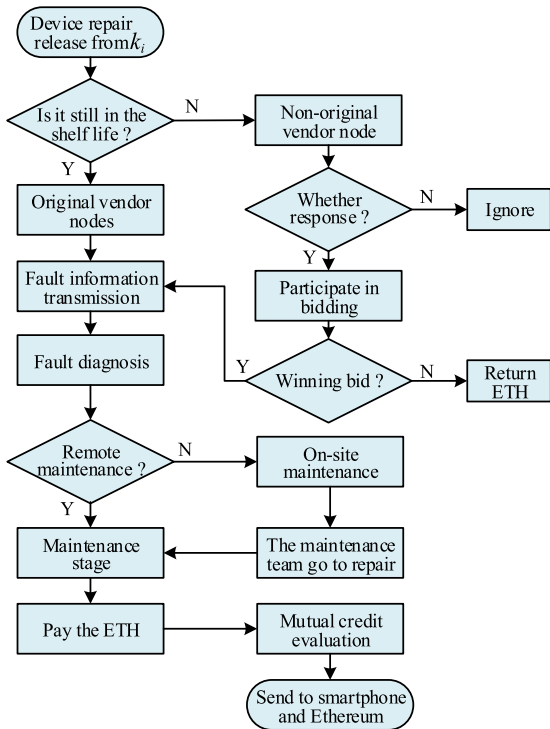 Device repair
release from k_i
Is it still in the
shelf life ?
N
Non-original
vendor node
Y
Original vendor
nodes
Whether
response ?
N
Ignore
Y
Fault information
transmission
Participate in
bidding
Fault diagnosis
Y
Winning bid ?
N
Return
ETH
Remote
maintenance ?
N
On-site
maintenance
Y
Maintenance
stage
The maintenance
team go to repair
Pay the ETH
Mutual credit
evaluation
Send to smartphone
and Ethereum